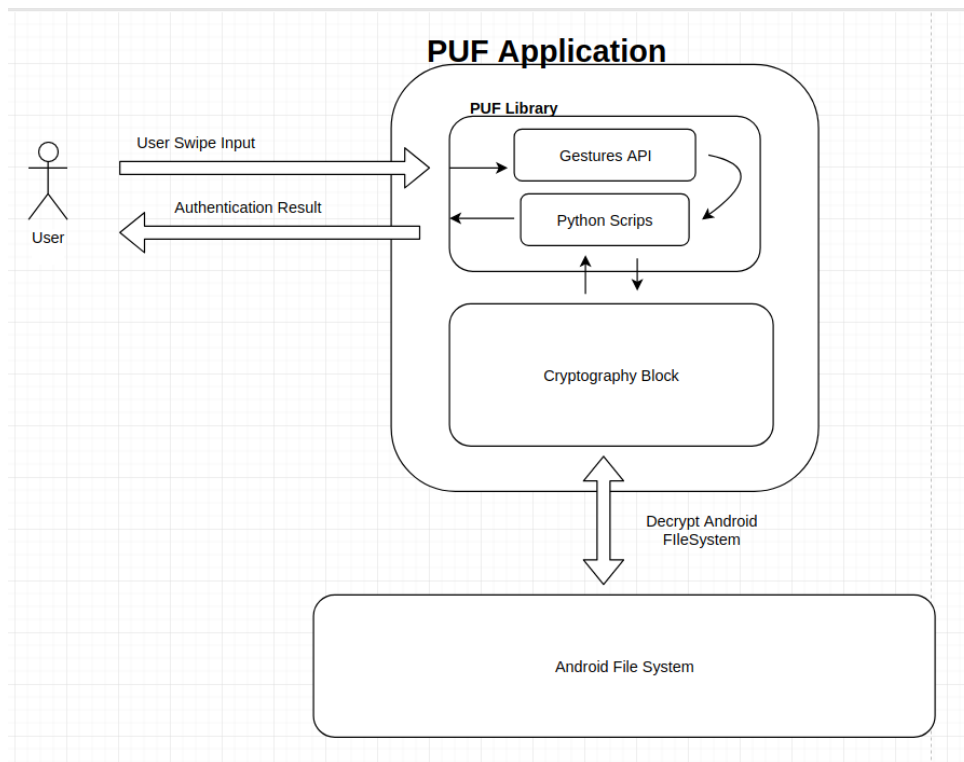 PUF Application
PUF Library
User Swipe Input
Gestures API
Authentication Result
Python Scrips
User
Cryptography Block
Decrypt Android
FIleSystem
Android File System